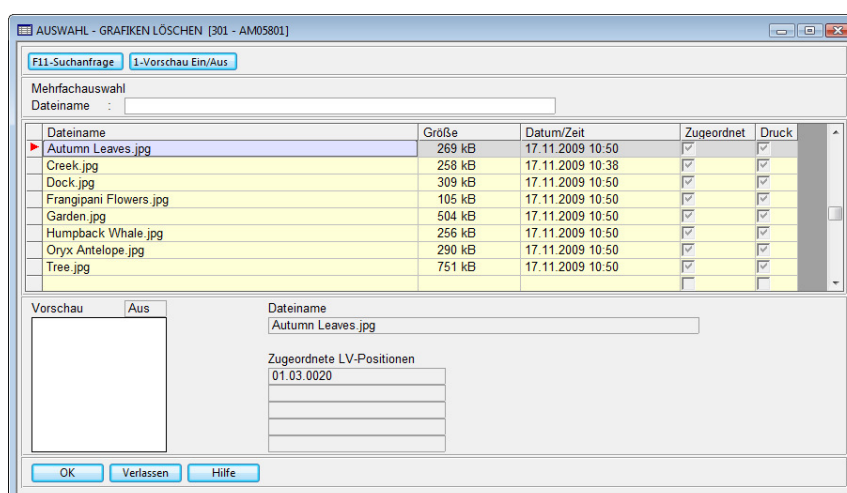 AUSWAHL - GRAFIKEN LÖSCHEN [301 - AM05801]
F11-Suchanfrage 1-Vorschau Ein/Aus
Mehrfachauswahl
Dateiname :
Dateiname Größe Datum/Zeit Zugeordnet Druck
Autumn Leaves.jpg 269 kB 17.11.2009 10:50
Creek.jpg 258 kB 17.11.2009 10:38
Dock.jpg 309 kB 17.11.2009 10:50
Frangipani Flowers.jpg 105 kB 17.11.2009 10:50
Garden.jpg 504 kB 17.11.2009 10:50
Humpback Whale.jpg 256 kB 17.11.2009 10:50
Oryx Antelope.jpg 290 kB 17.11.2009 10:50
Tree.jpg 751 kB 17.11.2009 10:50
Vorschau Aus Dateiname
Autumn Leaves.jpg
Zugeordnete LV-Positionen
01.03.0020
OK Verlassen Hilfe